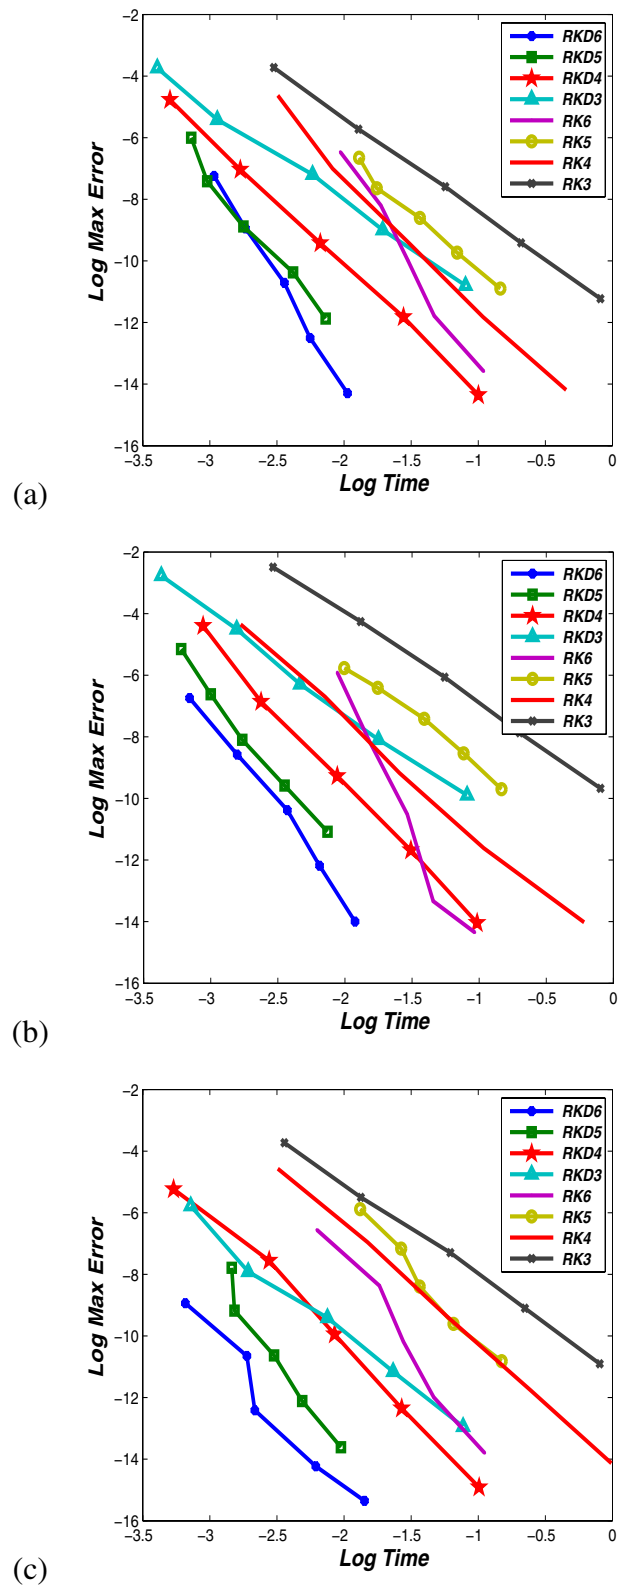 −2
−4
−6
−8
−10
−12
−14
−16
Log Max Error
RKD6
RKD5
RKD4
RKD3
RK6
RK5
RK4
RK3
−3.5
−3
−2.5
−2
−1.5
−1
−0.5
0
Log Time
(a)
−2
−4
−6
−8
−10
−12
−14
−16
Log Max Error
RKD6
RKD5
RKD4
RKD3
RK6
RK5
RK4
RK3
−3.5
−3
−2.5
−2
−1.5
−1
−0.5
0
Log Time
(b)
−2
−4
−6
−8
−10
−12
−14
−16
Log Max Error
RKD6
RKD5
RKD4
RKD3
RK6
RK5
RK4
RK3
−3.5
−3
−2.5
−2
−1.5
−1
−0.5
0
Log Time
(c)